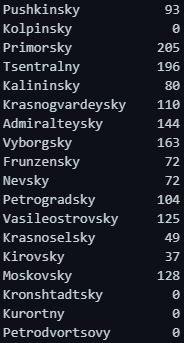 Pushkinsky 93
Kolpinsky 0
Primorsky 205
Tsentralny 196
Kalininsky 80
Krasnogvardeysky 110
Admiralteysky 144
Vyborgsky 163
Frunzensky 72
Nevsky 72
Petrogradsky 104
Vasileostrovsky 125
Krasnoselsky 49
Kirovsky 37
Moskovsky 128
Kronshtadtsky 0
Kurortny 0
Petrodvortsovy 0